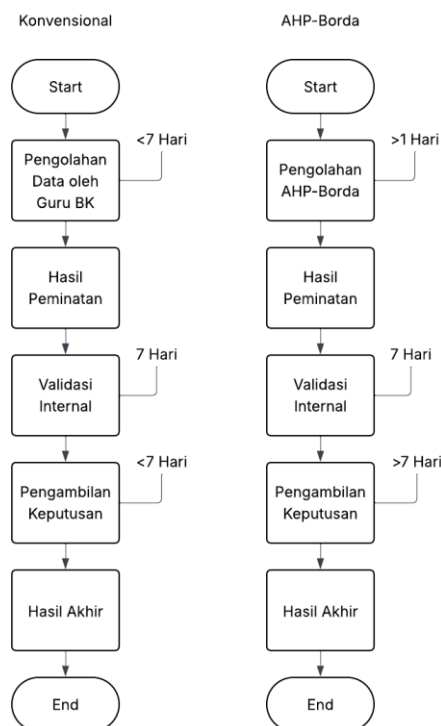 Konvensional
Start
<7 Hari
Pengolahan
Data oleh
Guru BK
Hasil
Peminatan
7 Hari
Validasi
Internal
<7 Hari
Pengambilan
Keputusan
Hasil Akhir
End
AHP-Borda
Start
>1 Hari
Pengolahan
AHP-Borda
Hasil
Peminatan
7 Hari
Validasi
Internal
>7 Hari
Pengambilan
Keputusan
Hasil Akhir
End